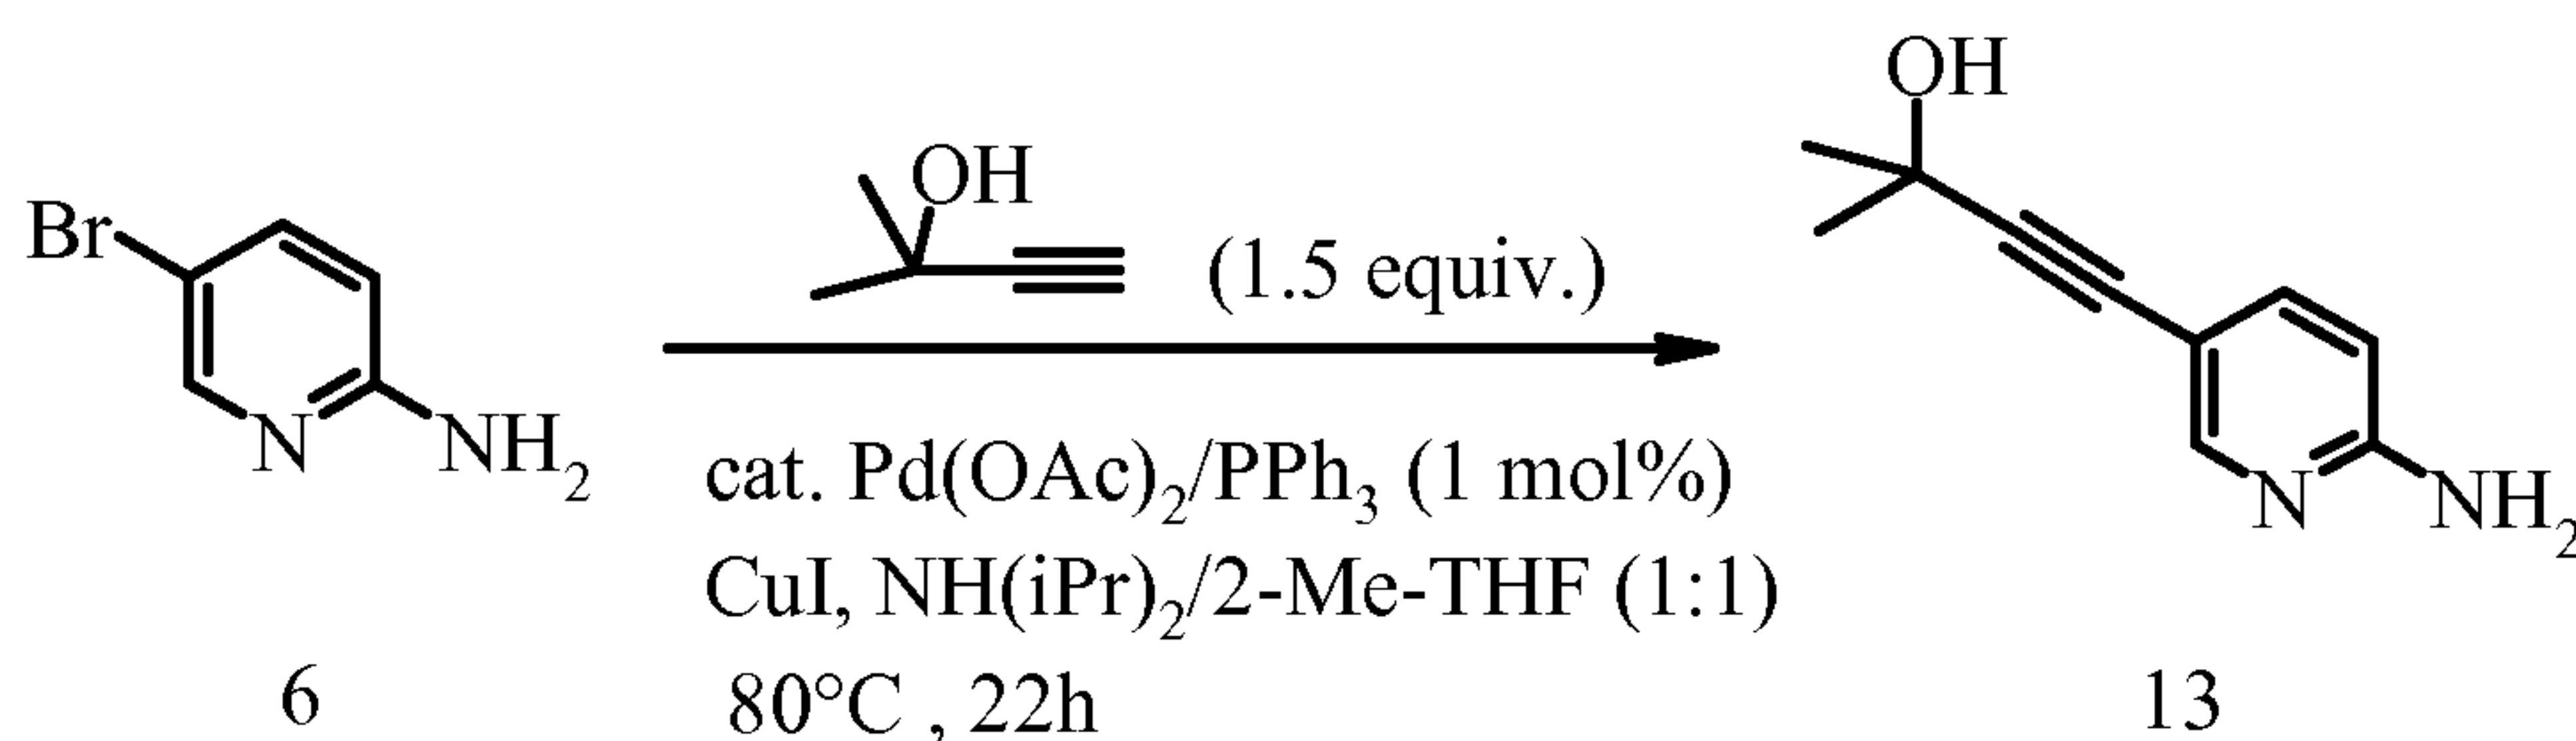 OH
OH
Br
(1.5 equiv.)
N
NH2
cat. Pd(OAc)2/PPh3 (1 mol%)
N
NH2
CuI, NH(iPr)2/2-Me-THF (1:1)
80°C , 22h
6
13